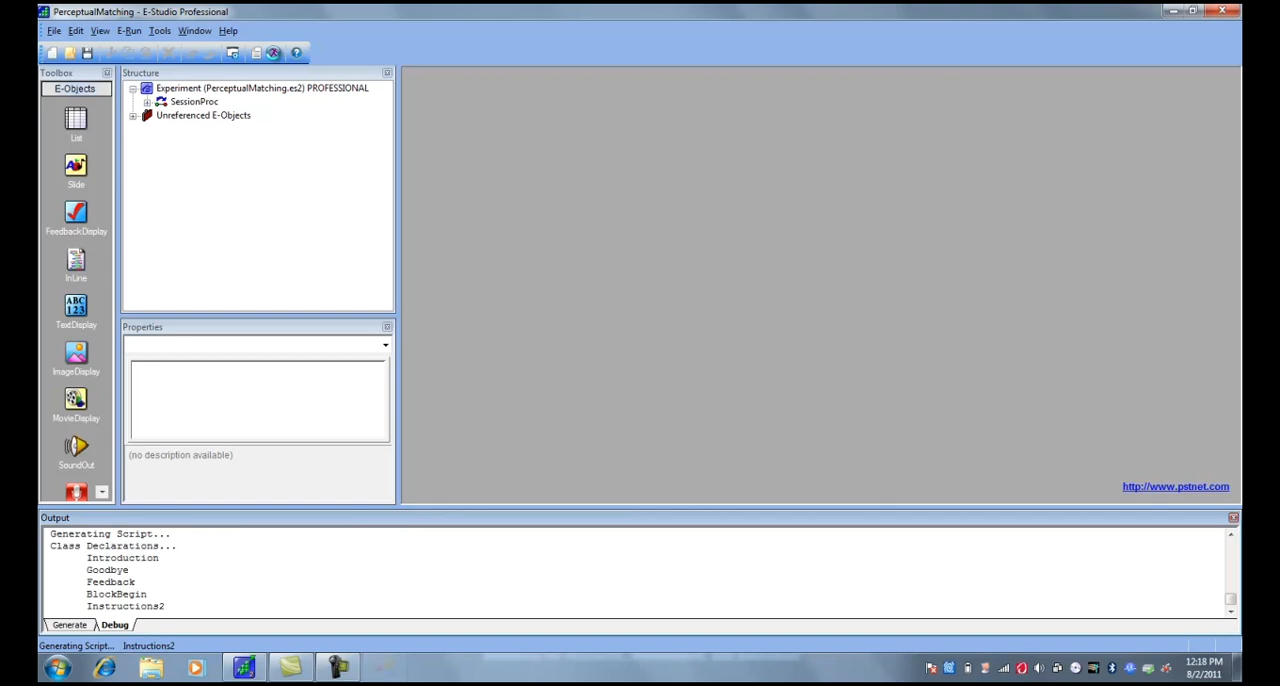 PerceptualMatching - E-Studio Professional
File Edit View E-Run Tools Window Help
Toolbox
E-Objects
List
Slide
FeedbackDisplay
InLine
ABC
123
TextDisplay
ImageDisplay
MovieDisplay
SoundOut
Structure
Experiment (PerceptualMatching.es2) PROFESSIONAL
SessionProc
Unreferenced E-Objects
Properties
(no description available)
http://www.pstnet.com
Output
Generating Script...
Class Declarations...
Introduction
Goodbye
Feedback
BlockBegin
Instructions2
Generate Debug
Generating Script... Instructions2
12:18 PM
8/2/2011